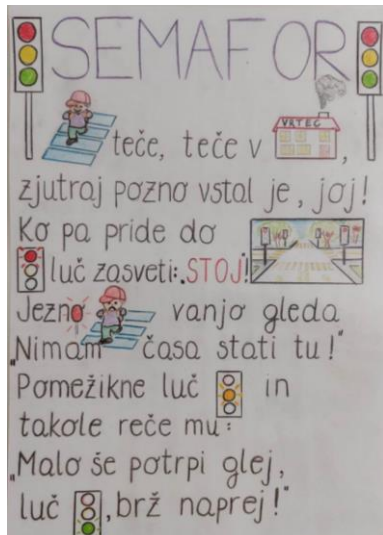 SEMAFOR
teče, teče v VRTEC,
zjutraj pozno vstal je, joj!
Ko pa pride do
luč zasveti: „STOJ!"
Jezno vanjo gleda
„Nimam časa stati tu!"
Pomežikne luč in
takole reče mu:
„Malo še potrpi glej,
luč, brž naprej!"